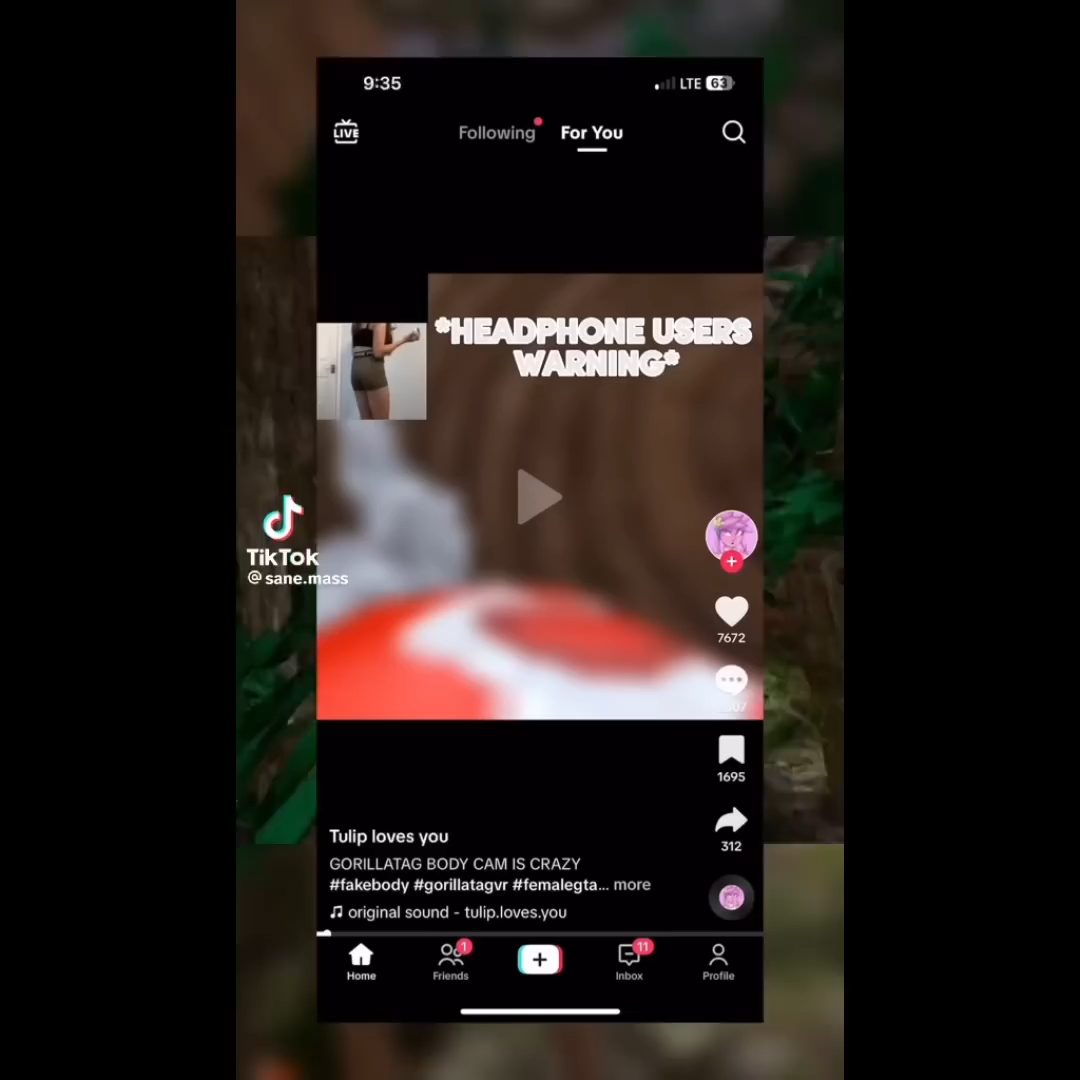 9:35
LTE 63
LIVE
Following For You
*HEADPHONE USERS
WARNING*
TikTok
@sane.mass
7672
1695
312
Tulip loves you
GORILLATAG BODY CAM IS CRAZY
#fakebody #gorillatagvr #femalegta... more
original sound - tulip.loves.you
1
11
Home
Friends
Inbox
Profile